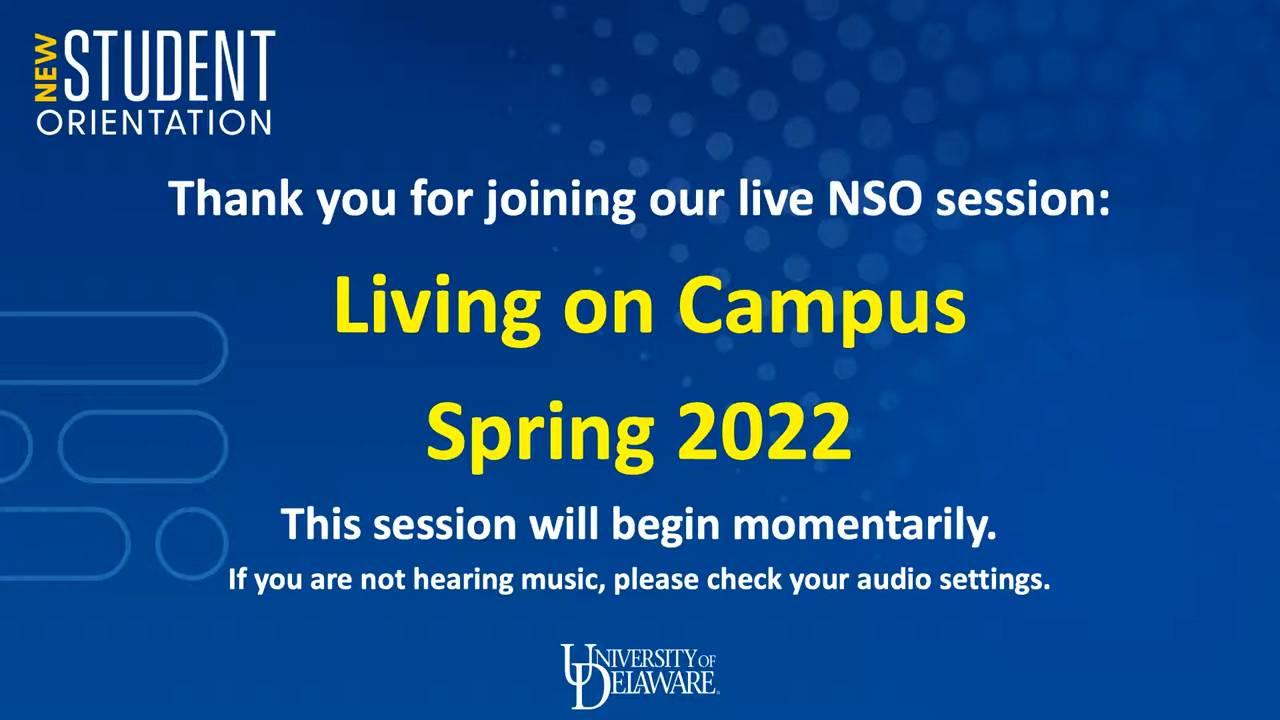 NEW STUDENT
ORIENTATION
Thank you for joining our live NSO session:
Living on Campus
Spring 2022
This session will begin momentarily.
If you are not hearing music, please check your audio settings.
UNIVERSITY OF
DELAWARE.